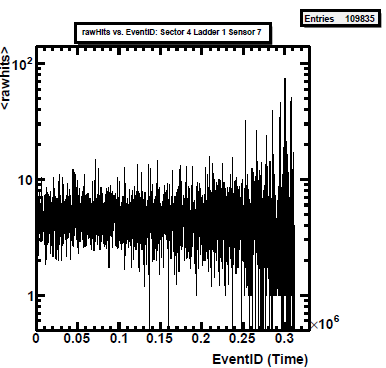 Entries 109835
rawHits vs. EventID: Sector 4 Ladder 1 Sensor 7
<rawhits>
10²
10
1
0 0.05 0.1 0.15 0.2 0.25 0.3
×10⁶
EventID (Time)